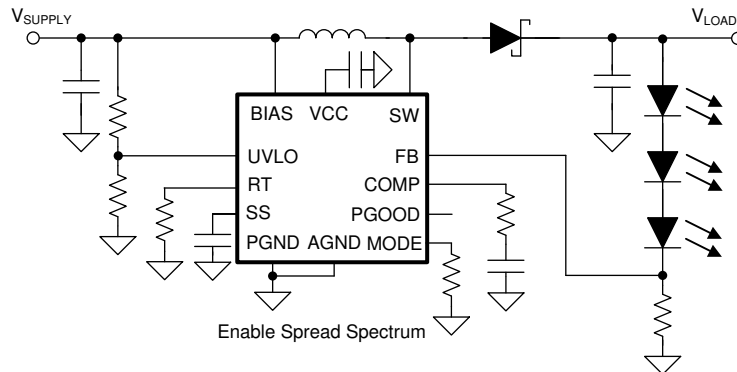 VSUPPLY
VLOAD
BIAS VCC SW
UVLO FB
RT COMP
SS PGOOD
PGND AGND MODE
Enable Spread Spectrum